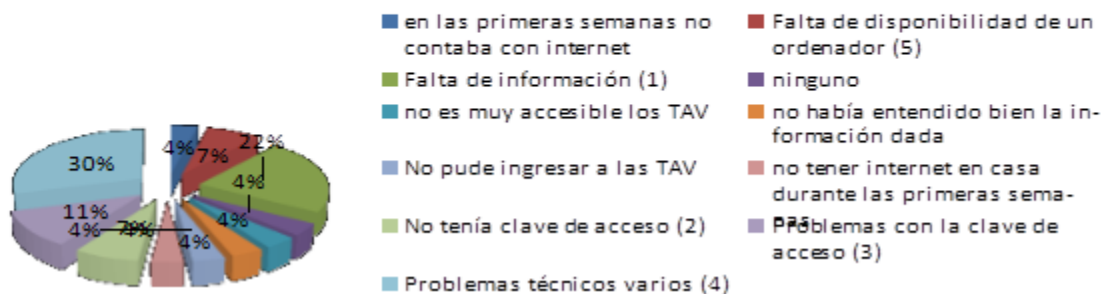 en las primeras semanas no
contaba con internet
Falta de disponibilidad de un
ordenador (5)
Falta de información (1)
ninguno
no es muy accesible los TAV
no había entendido bien la in-
formación dada
No pude ingresar a las TAV
no tener internet en casa
durante las primeras sema-
nas
No tenía clave de acceso (2)
Problemas con la clave de
acceso (3)
Problemas técnicos varios (4)
4%
7%
22%
4%
4%
4%
4%
7%
4%
11%
30%